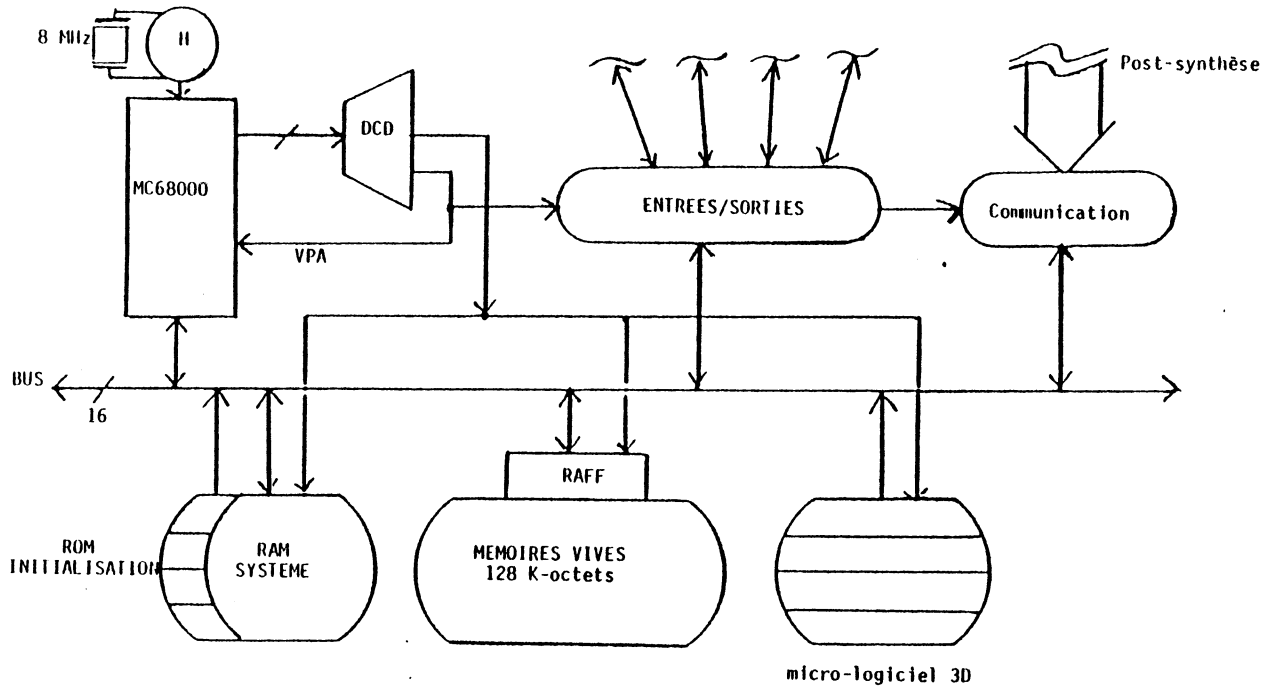 8 MHz
H
Post-synthèse
DCD
MC68000
ENTREES/SORTIES
Communication
VPA
BUS
16
RAFF
ROM
INITIALISATION
RAM
SYSTEME
MEMOIRES VIVES
128 K-octets
micro-logiciel 3D